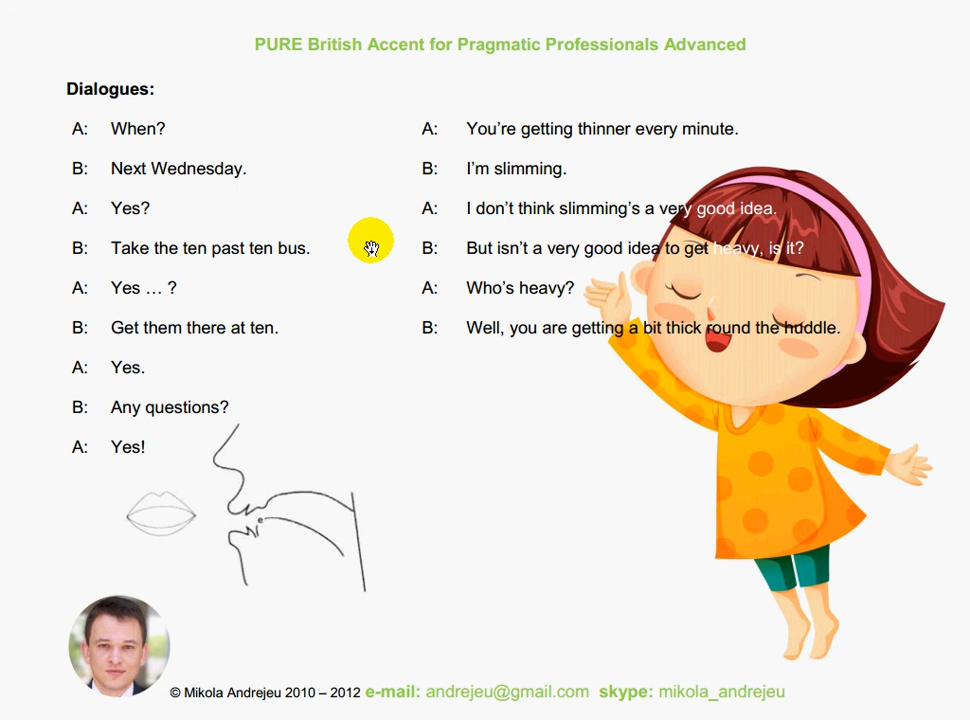 PURE British Accent for Pragmatic Professionals Advanced
Dialogues:
A: When?
B: Next Wednesday.
A: Yes?
B: Take the ten past ten bus.
A: Yes … ?
B: Get them there at ten.
A: Yes.
B: Any questions?
A: Yes!
A: You’re getting thinner every minute.
B: I’m slimming.
A: I don’t think slimming’s a very good idea.
B: But isn’t a very good idea to get heavy, is it?
A: Who’s heavy?
B: Well, you are getting a bit thick round the huddle.
© Mikola Andrejeu 2010 – 2012 e-mail: andrejeu@gmail.com skype: mikola_andrejeu